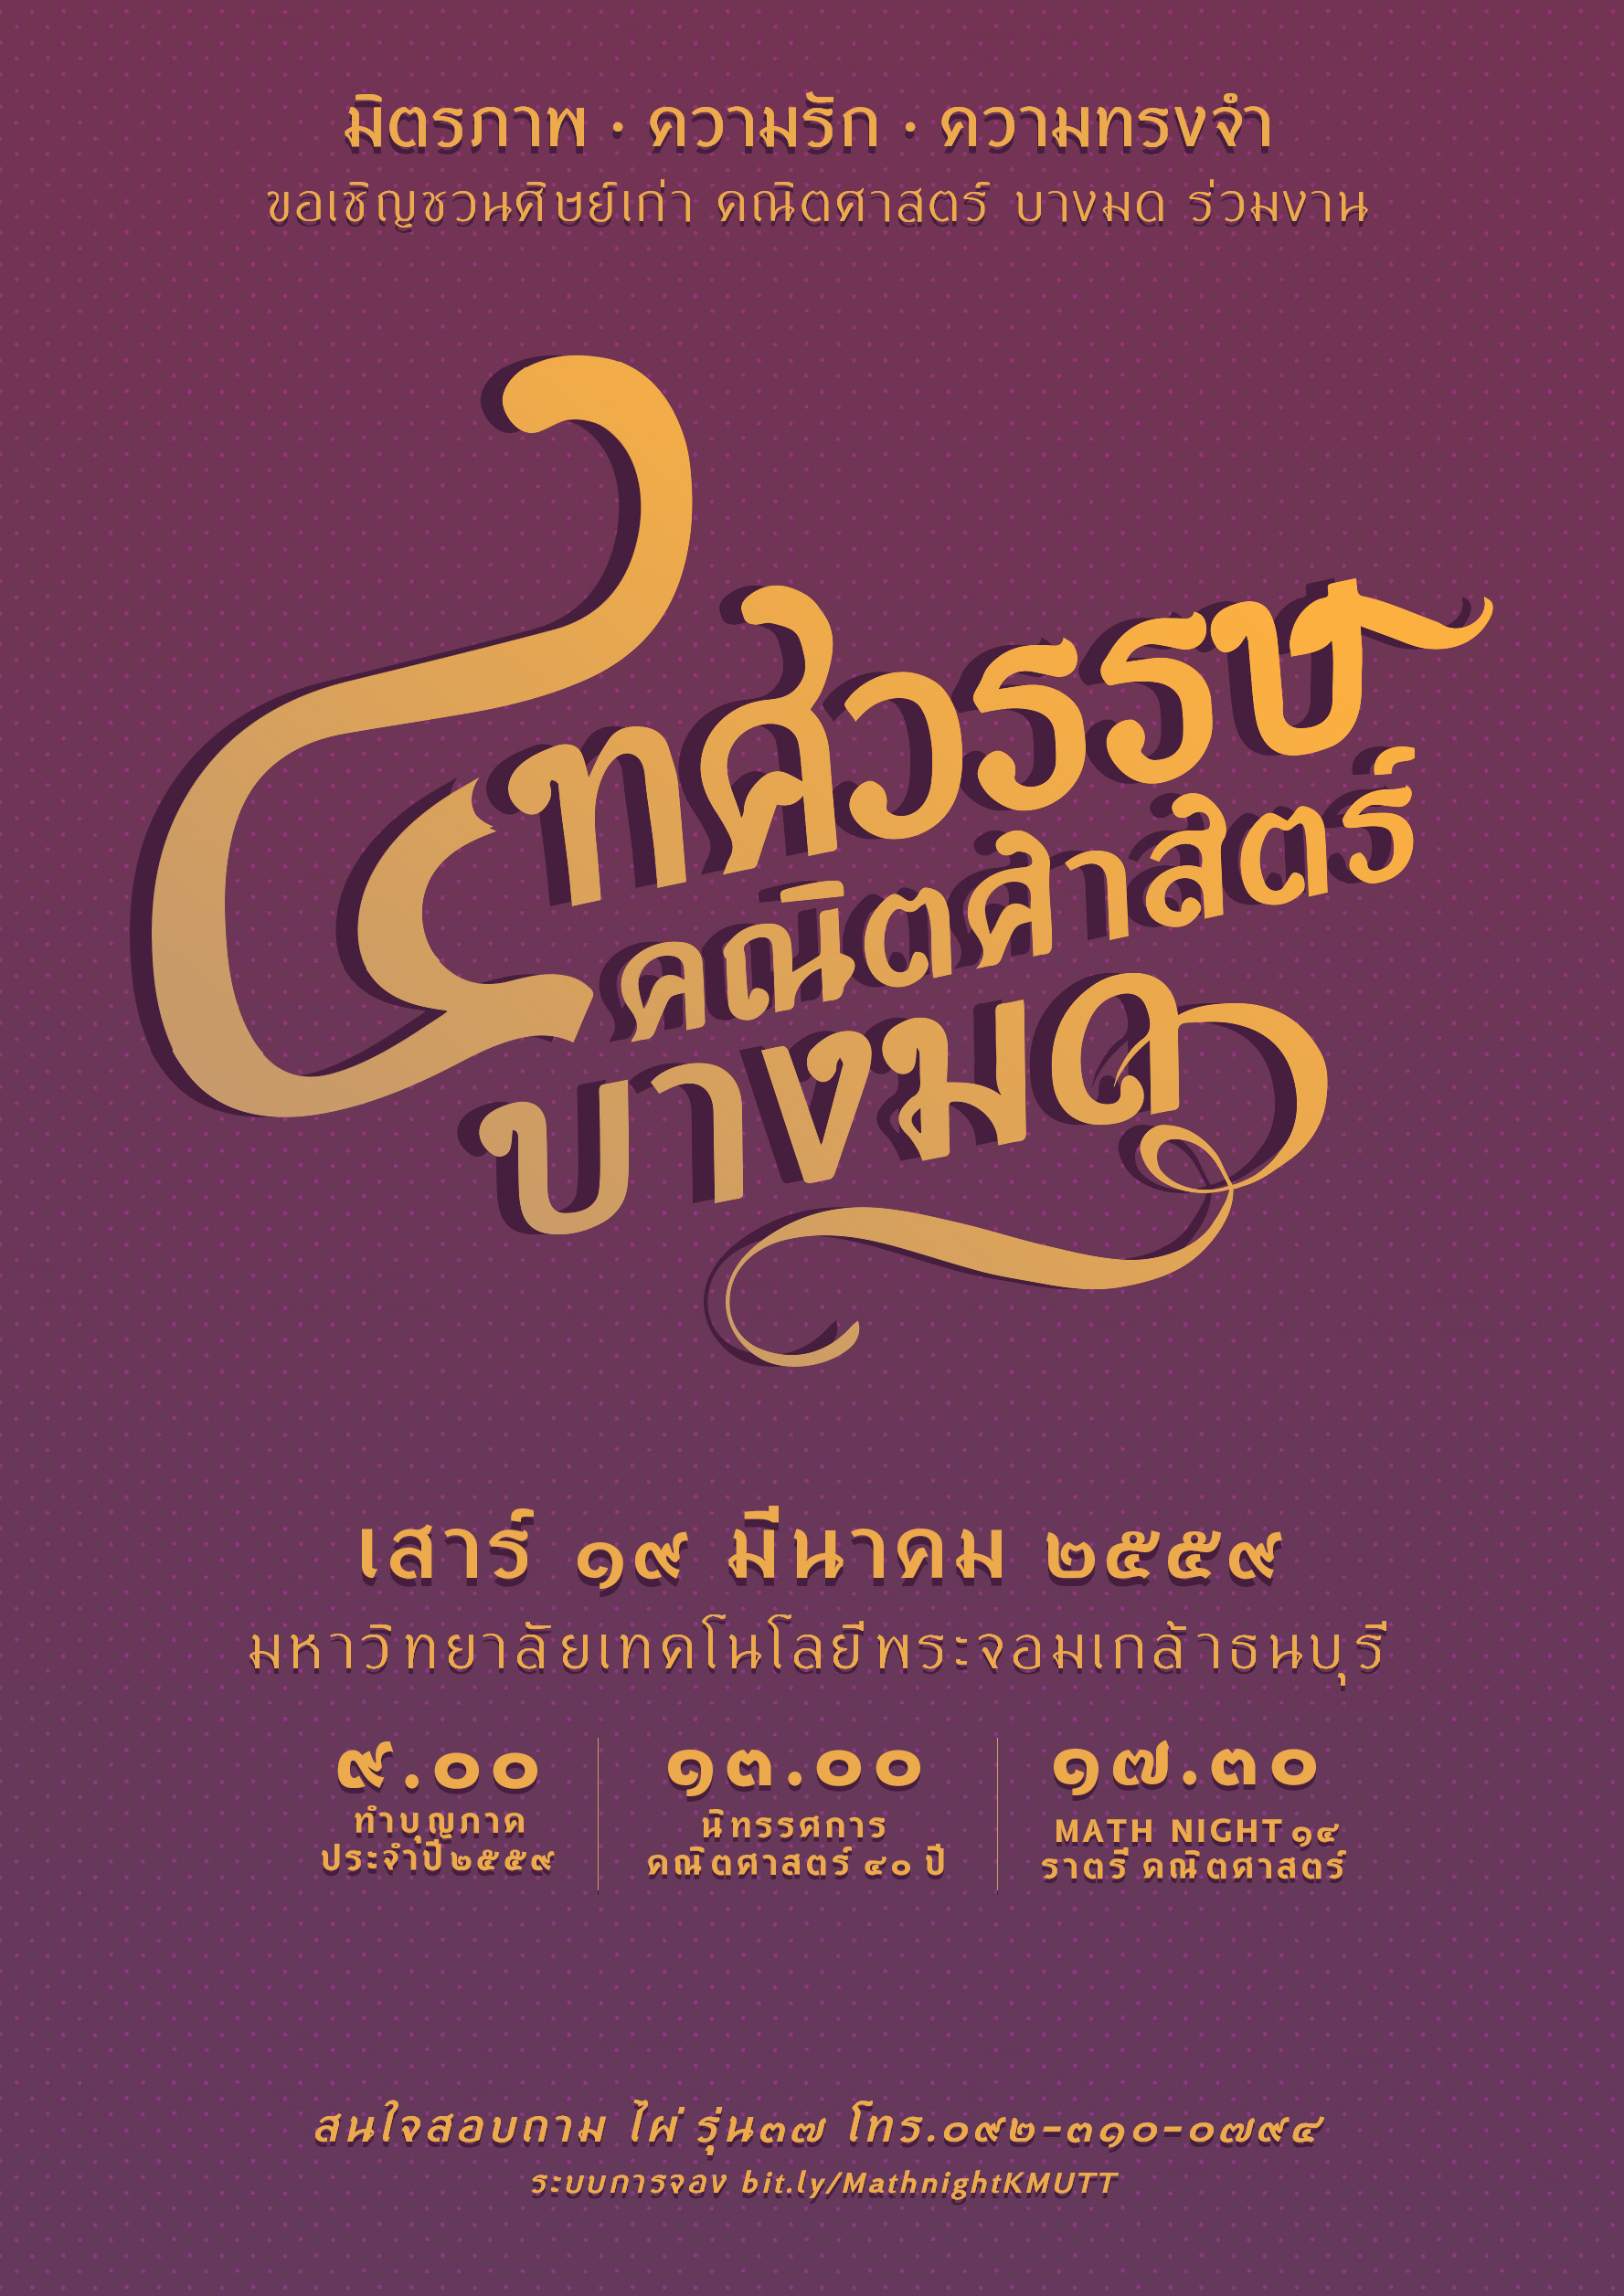 มิตรภาพ · ความรัก · ความทรงจำ
ขอเชิญชวนศิษย์เก่า คณิตศาสตร์ บางมด ร่วมงาน
๔ ทศวรรษ
คณิตศาสตร์
บางมด
เสาร์ ๑๙ มีนาคม ๒๕๕๙
มหาวิทยาลัยเทคโนโลยีพระจอมเกล้าธนบุรี
๙.๐๐
ทำบุญภาค
ประจำปี ๒๕๕๙
๑๓.๐๐
นิทรรศการ
คณิตศาสตร์ ๔๐ ปี
๑๗.๓๐
MATH NIGHT ๑๔
ราตรี คณิตศาสตร์
สนใจสอบถาม ไผ่ รุ่น๓๗ โทร.๐๙๒-๓๑๐-๐๗๙๔
ระบบการจอง bit.ly/MathnightKMUTT